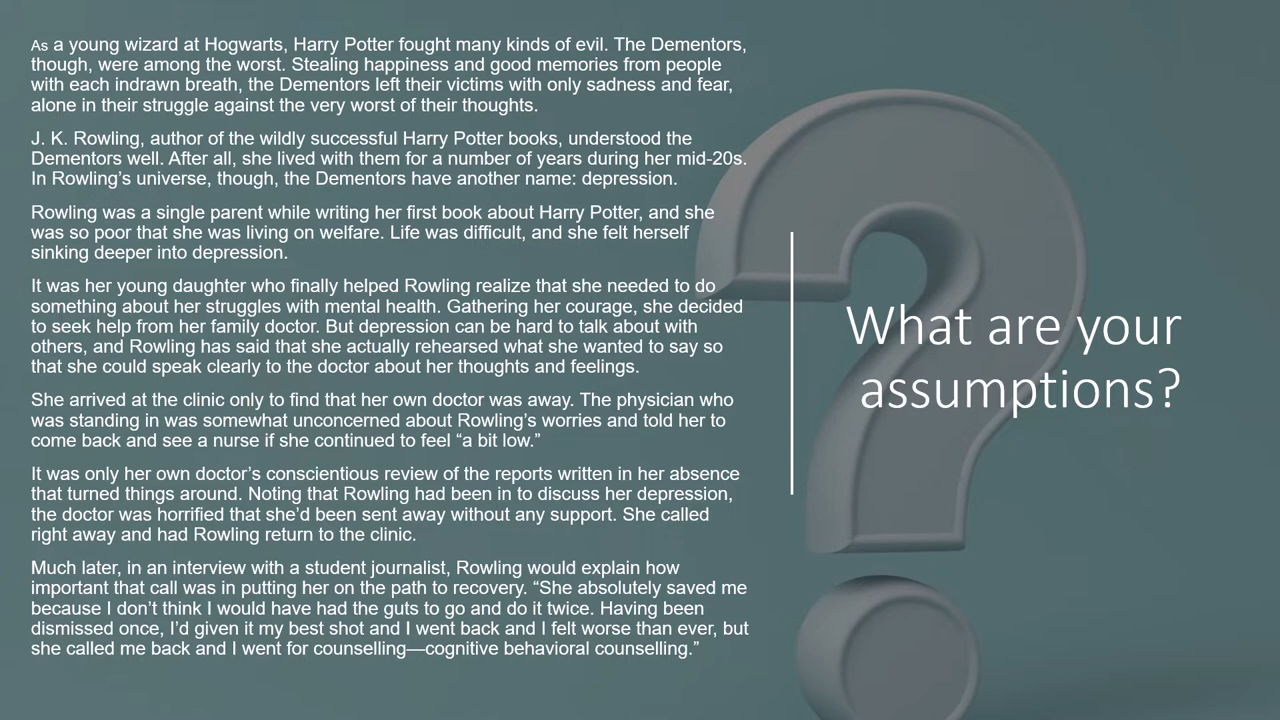 As a young wizard at Hogwarts, Harry Potter fought many kinds of evil. The Dementors,
though, were among the worst. Stealing happiness and good memories from people
with each indrawn breath, the Dementors left their victims with only sadness and fear,
alone in their struggle against the very worst of their thoughts.
J. K. Rowling, author of the wildly successful Harry Potter books, understood the
Dementors well. After all, she lived with them for a number of years during her mid-20s.
In Rowling’s universe, though, the Dementors have another name: depression.
Rowling was a single parent while writing her first book about Harry Potter, and she
was so poor that she was living on welfare. Life was difficult, and she felt herself
sinking deeper into depression.
It was her young daughter who finally helped Rowling realize that she needed to do
something about her struggles with mental health. Gathering her courage, she decided
to seek help from her family doctor. But depression can be hard to talk about with
others, and Rowling has said that she actually rehearsed what she wanted to say so
that she could speak clearly to the doctor about her thoughts and feelings.
She arrived at the clinic only to find that her own doctor was away. The physician who
was standing in was somewhat unconcerned about Rowling’s worries and told her to
come back and see a nurse if she continued to feel “a bit low.”
It was only her own doctor’s conscientious review of the reports written in her absence
that turned things around. Noting that Rowling had been in to discuss her depression,
the doctor was horrified that she’d been sent away without any support. She called
right away and had Rowling return to the clinic.
Much later, in an interview with a student journalist, Rowling would explain how
important that call was in putting her on the path to recovery. “She absolutely saved me
because I don’t think I would have had the guts to go and do it twice. Having been
dismissed once, I’d given it my best shot and I went back and I felt worse than ever, but
she called me back and I went for counselling—cognitive behavioral counselling.”
What are your
assumptions?